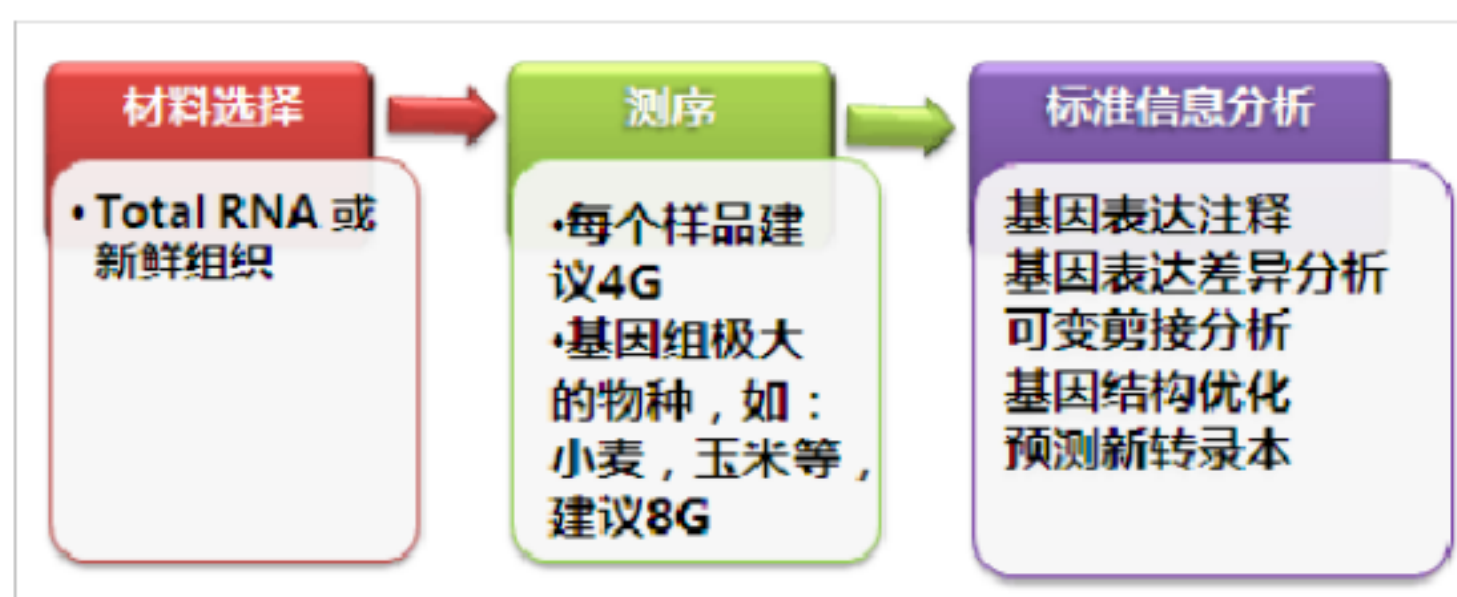 材料选择
• Total RNA 或
新鲜组织
测序
•每个样品建
议4G
•基因组极大
的物种，如：
小麦，玉米等，
建议8G
标准信息分析
基因表达注释
基因表达差异分析
可变剪接分析
基因结构优化
预测新转录本